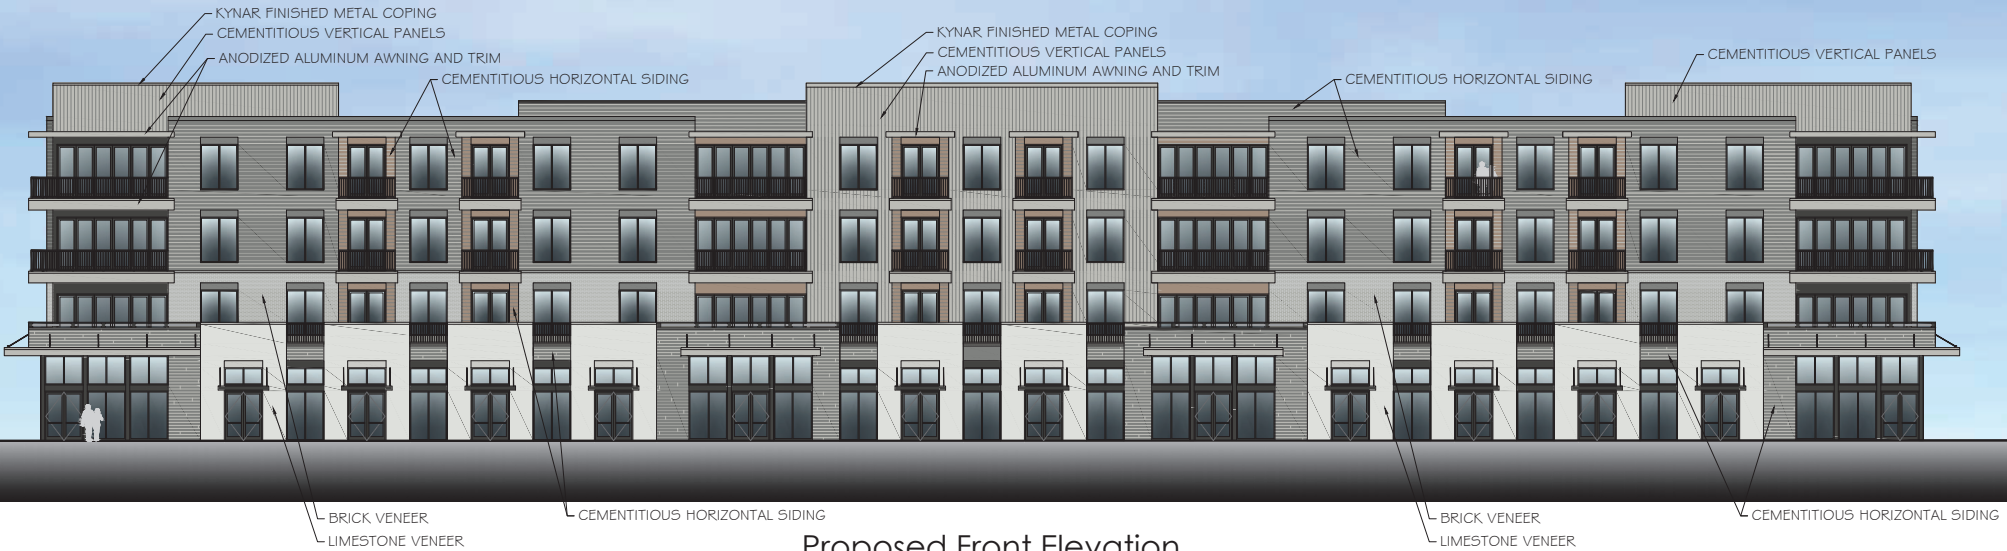 KYNAR FINISHED METAL COPING
CEMENTITIOUS VERTICAL PANELS
ANODIZED ALUMINUM AWNING AND TRIM
CEMENTITIOUS HORIZONTAL SIDING
KYNAR FINISHED METAL COPING
CEMENTITIOUS VERTICAL PANELS
ANODIZED ALUMINUM AWNING AND TRIM
CEMENTITIOUS HORIZONTAL SIDING
CEMENTITIOUS VERTICAL PANELS
BRICK VENEER
LIMESTONE VENEER
CEMENTITIOUS HORIZONTAL SIDING
Proposed Front Elevation
BRICK VENEER
LIMESTONE VENEER
CEMENTITIOUS HORIZONTAL SIDING